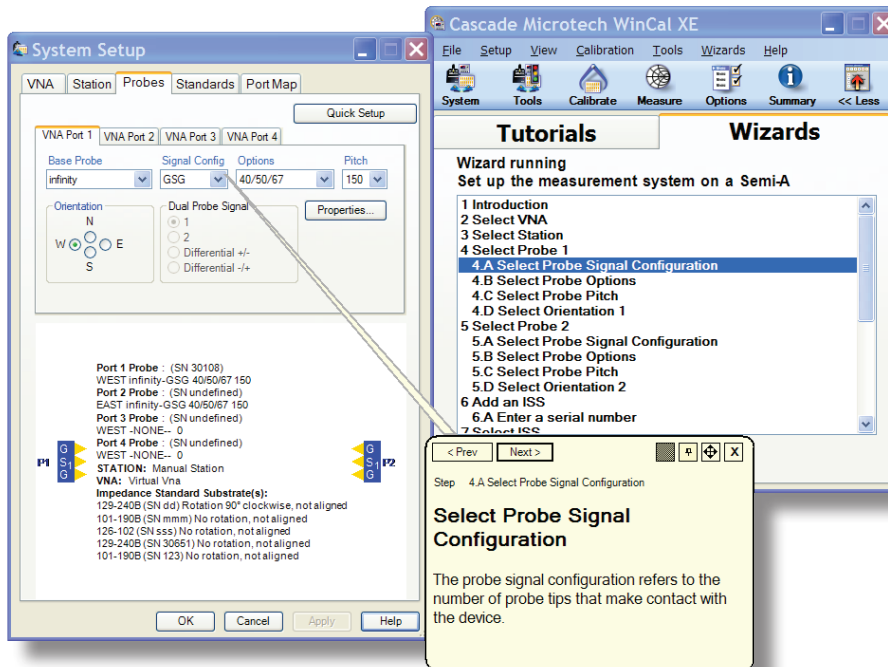 System Setup
VNA Station Probes Standards Port Map
Quick Setup
VNA Port 1 VNA Port 2 VNA Port 3 VNA Port 4
Base Probe Signal Config Options Pitch
infinity GSG 40/50/67 150
Orientation
N
W E
S
Dual Probe Signal
1
2
Differential +/-
Differential -/+
Properties...
Port 1 Probe : (SN 30108)
WEST infinity-GSG 40/50/67 150
Port 2 Probe : (SN undefined)
EAST infinity-GSG 40/50/67 150
Port 3 Probe : (SN undefined)
WEST -NONE-- 0
Port 4 Probe : (SN undefined)
WEST -NONE-- 0
STATION: Manual Station
VNA: Virtual Vna
Impedance Standard Substrate(s):
129-240B (SN dd) Rotation 90° clockwise, not aligned
101-190B (SN mmm) No rotation, not aligned
126-102 (SN sss) No rotation, not aligned
129-240B (SN 30651) No rotation, not aligned
101-190B (SN 123) No rotation, not aligned
P1
G
S1
G
G
S1
G
P2
OK Cancel Apply Help
Cascade Microtech WinCal XE
File Setup View Calibration Tools Wizards Help
System Tools Calibrate Measure Options Summary << Less
Tutorials Wizards
Wizard running
Set up the measurement system on a Semi-A
1 Introduction
2 Select VNA
3 Select Station
4 Select Probe 1
4.A Select Probe Signal Configuration
4.B Select Probe Options
4.C Select Probe Pitch
4.D Select Orientation 1
5 Select Probe 2
5.A Select Probe Signal Configuration
5.B Select Probe Options
5.C Select Probe Pitch
5.D Select Orientation 2
6 Add an ISS
6.A Enter a serial number
7 Select ISS
< Prev Next > X
Step 4.A Select Probe Signal Configuration
Select Probe Signal
Configuration
The probe signal configuration refers to the
number of probe tips that make contact with
the device.